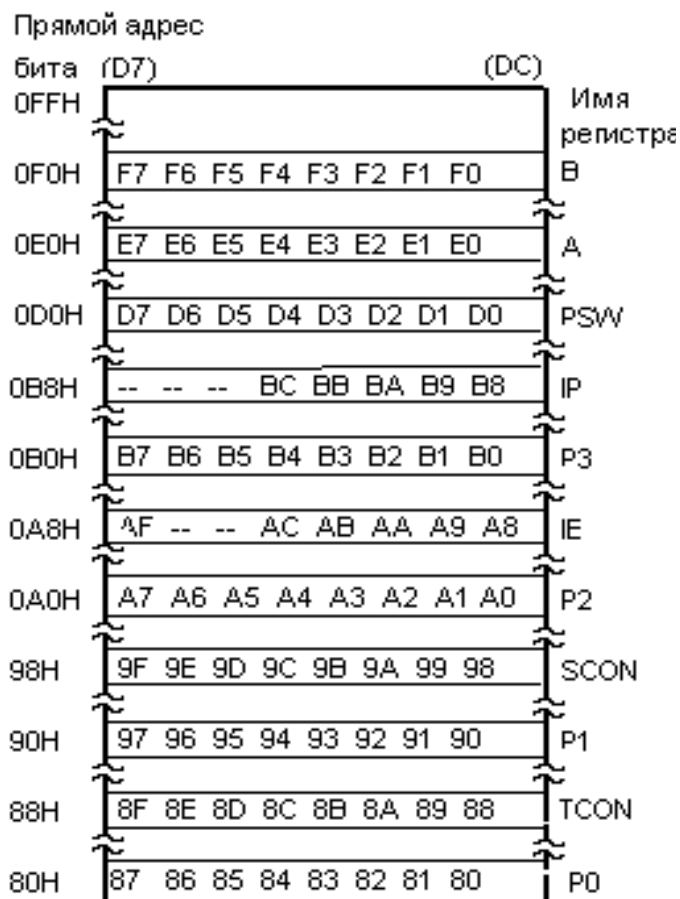 Прямой адрес
бита (D7) (DC)
0FFH Имя
регистра
0F0H F7 F6 F5 F4 F3 F2 F1 F0 B
0E0H E7 E6 E5 E4 E3 E2 E1 E0 A
0D0H D7 D6 D5 D4 D3 D2 D1 D0 PSW
0B8H -- -- -- BC BB BA B9 B8 IP
0B0H B7 B6 B5 B4 B3 B2 B1 B0 P3
0A8H AF -- -- AC AB AA A9 A8 IE
0A0H A7 A6 A5 A4 A3 A2 A1 A0 P2
98H 9F 9E 9D 9C 9B 9A 99 98 SCON
90H 97 96 95 94 93 92 91 90 P1
88H 8F 8E 8D 8C 8B 8A 89 88 TCON
80H 87 86 85 84 83 82 81 80 P0